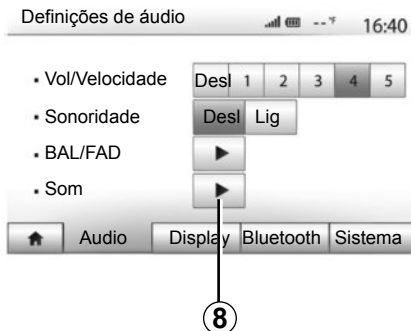 Definições de áudio -- °F 16:40
Vol/Velocidade Desl 1 2 3 4 5
Sonoridade Desl Lig
BAL/FAD
Som
Audio Display Bluetooth Sistema
8